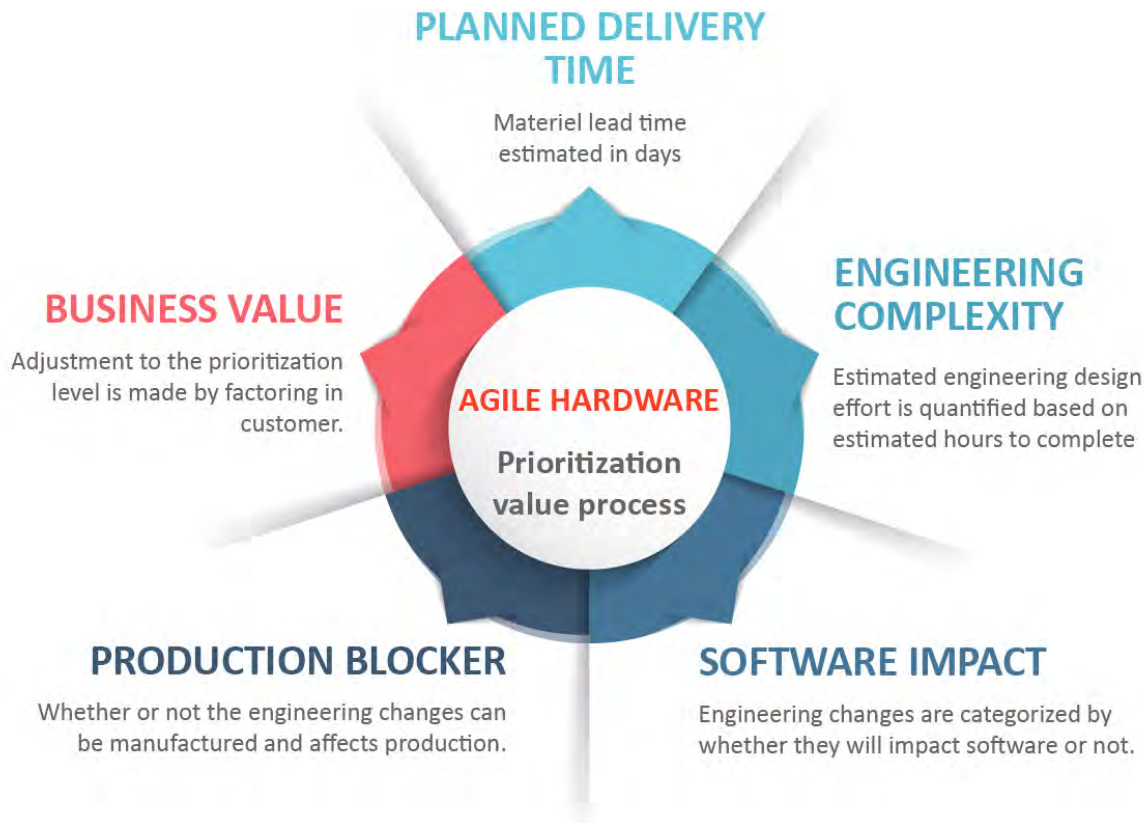 PLANNED DELIVERY
TIME
Materiel lead time
estimated in days
ENGINEERING
COMPLEXITY
Estimated engineering design
effort is quantified based on
estimated hours to complete
SOFTWARE IMPACT
Engineering changes are categorized by
whether they will impact software or not.
PRODUCTION BLOCKER
Whether or not the engineering changes can
be manufactured and affects production.
BUSINESS VALUE
Adjustment to the prioritization
level is made by factoring in
customer.
AGILE HARDWARE
Prioritization
value process